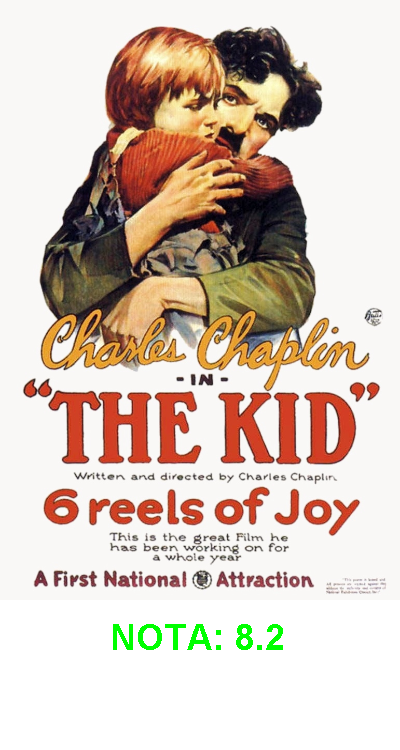 Charles Chaplin
- IN -
"THE KID"
Written and directed by Charles Chaplin.
6 reels of Joy
This is the great Film he
has been working on for
a whole year
A First National Attraction
NOTA: 8.2